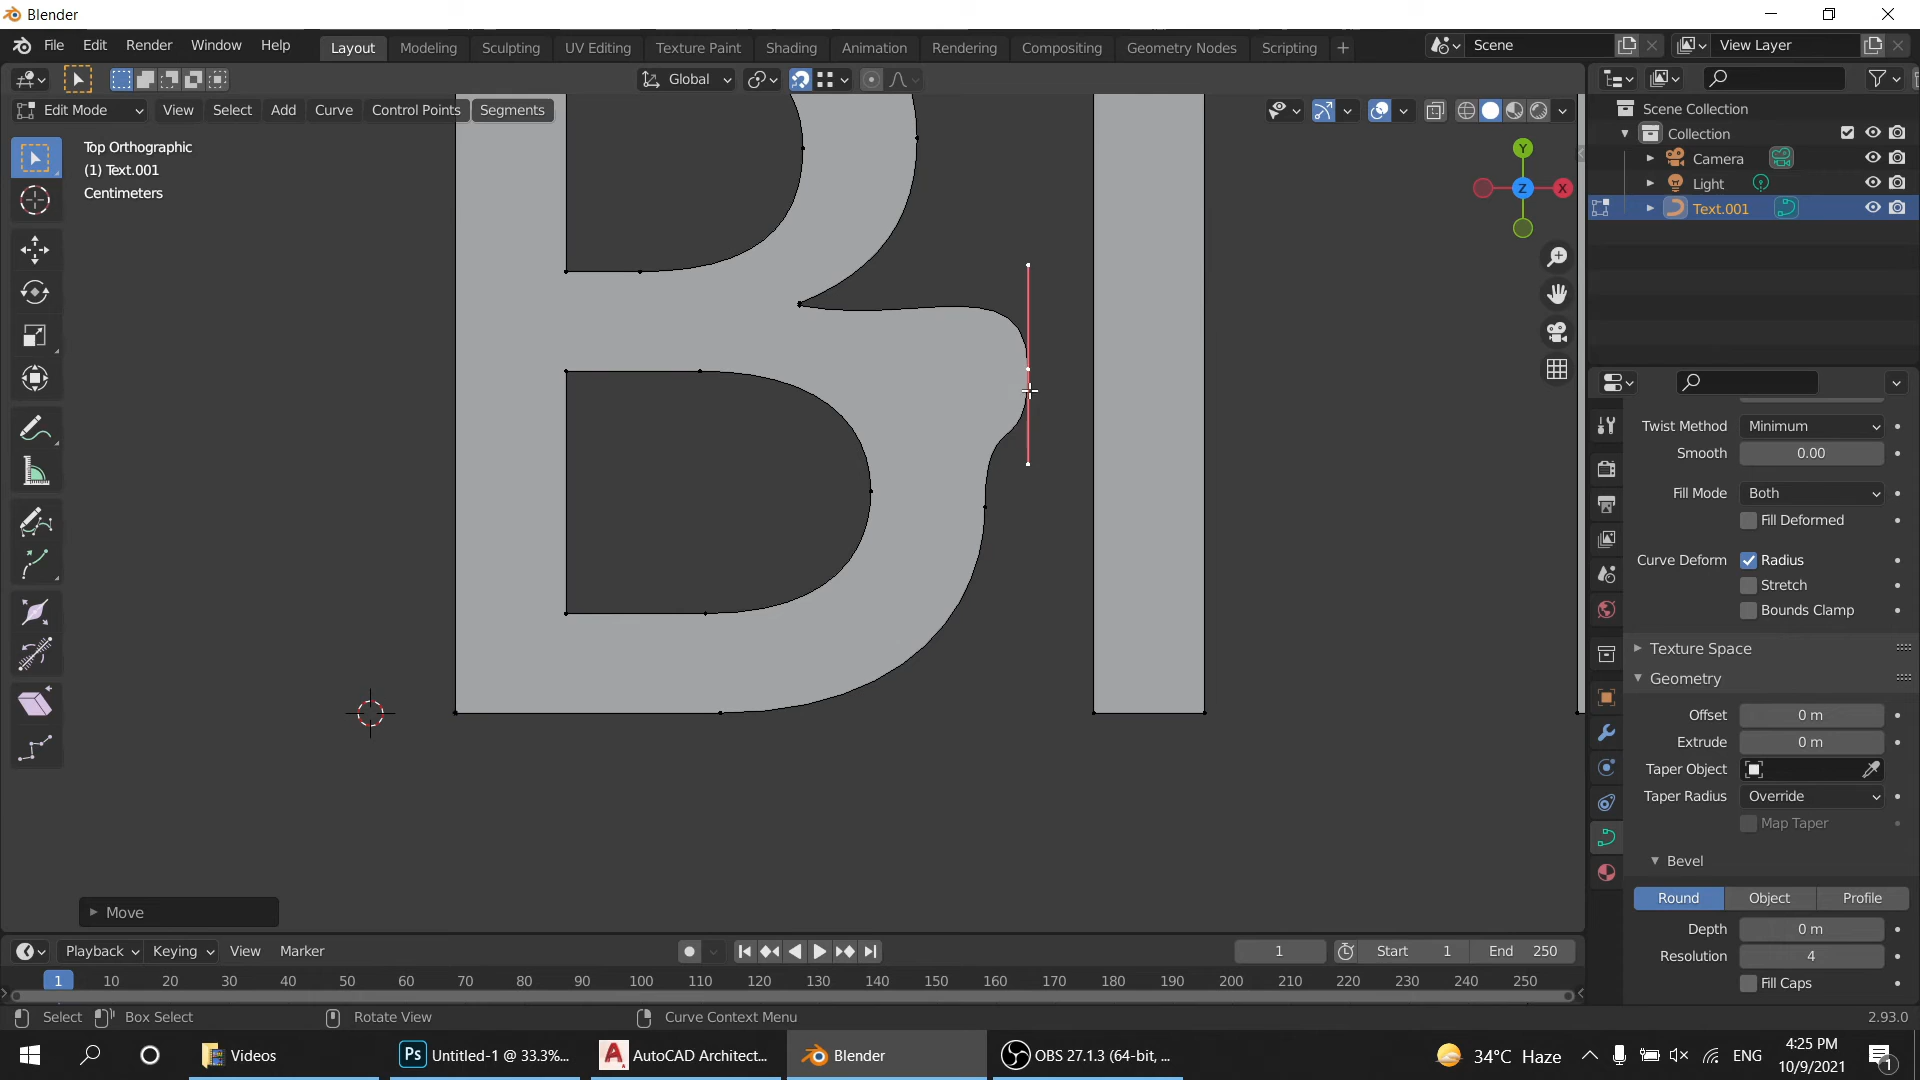 Blender
File Edit Render Window Help Layout Modeling Sculpting UV Editing Texture Paint Shading Animation Rendering Compositing Geometry Nodes Scripting + Scene View Layer
Global
Edit Mode View Select Add Curve Control Points Segments
Top Orthographic
(1) Text.001
Centimeters
Y
Z X
Scene Collection
Collection
Camera
Light
Text.001
BI
Twist Method Minimum
Smooth 0.00
Fill Mode Both
Fill Deformed
Curve Deform Radius
Stretch
Bounds Clamp
Texture Space
Geometry
Offset 0 m
Extrude 0 m
Taper Object
Taper Radius Override
Map Taper
Bevel
Round Object Profile
Depth 0 m
Resolution 4
Fill Caps
Move
Playback Keying View Marker 1 Start 1 End 250
1 10 20 30 40 50 60 70 80 90 100 110 120 130 140 150 160 170 180 190 200 210 220 230 240 250
Select Box Select Rotate View Curve Context Menu 2.93.0
Videos Ps Untitled-1 @ 33.3%... A AutoCAD Architect... Blender OBS 27.1.3 (64-bit, ... 34°C Haze ENG 4:25 PM
10/9/2021 1